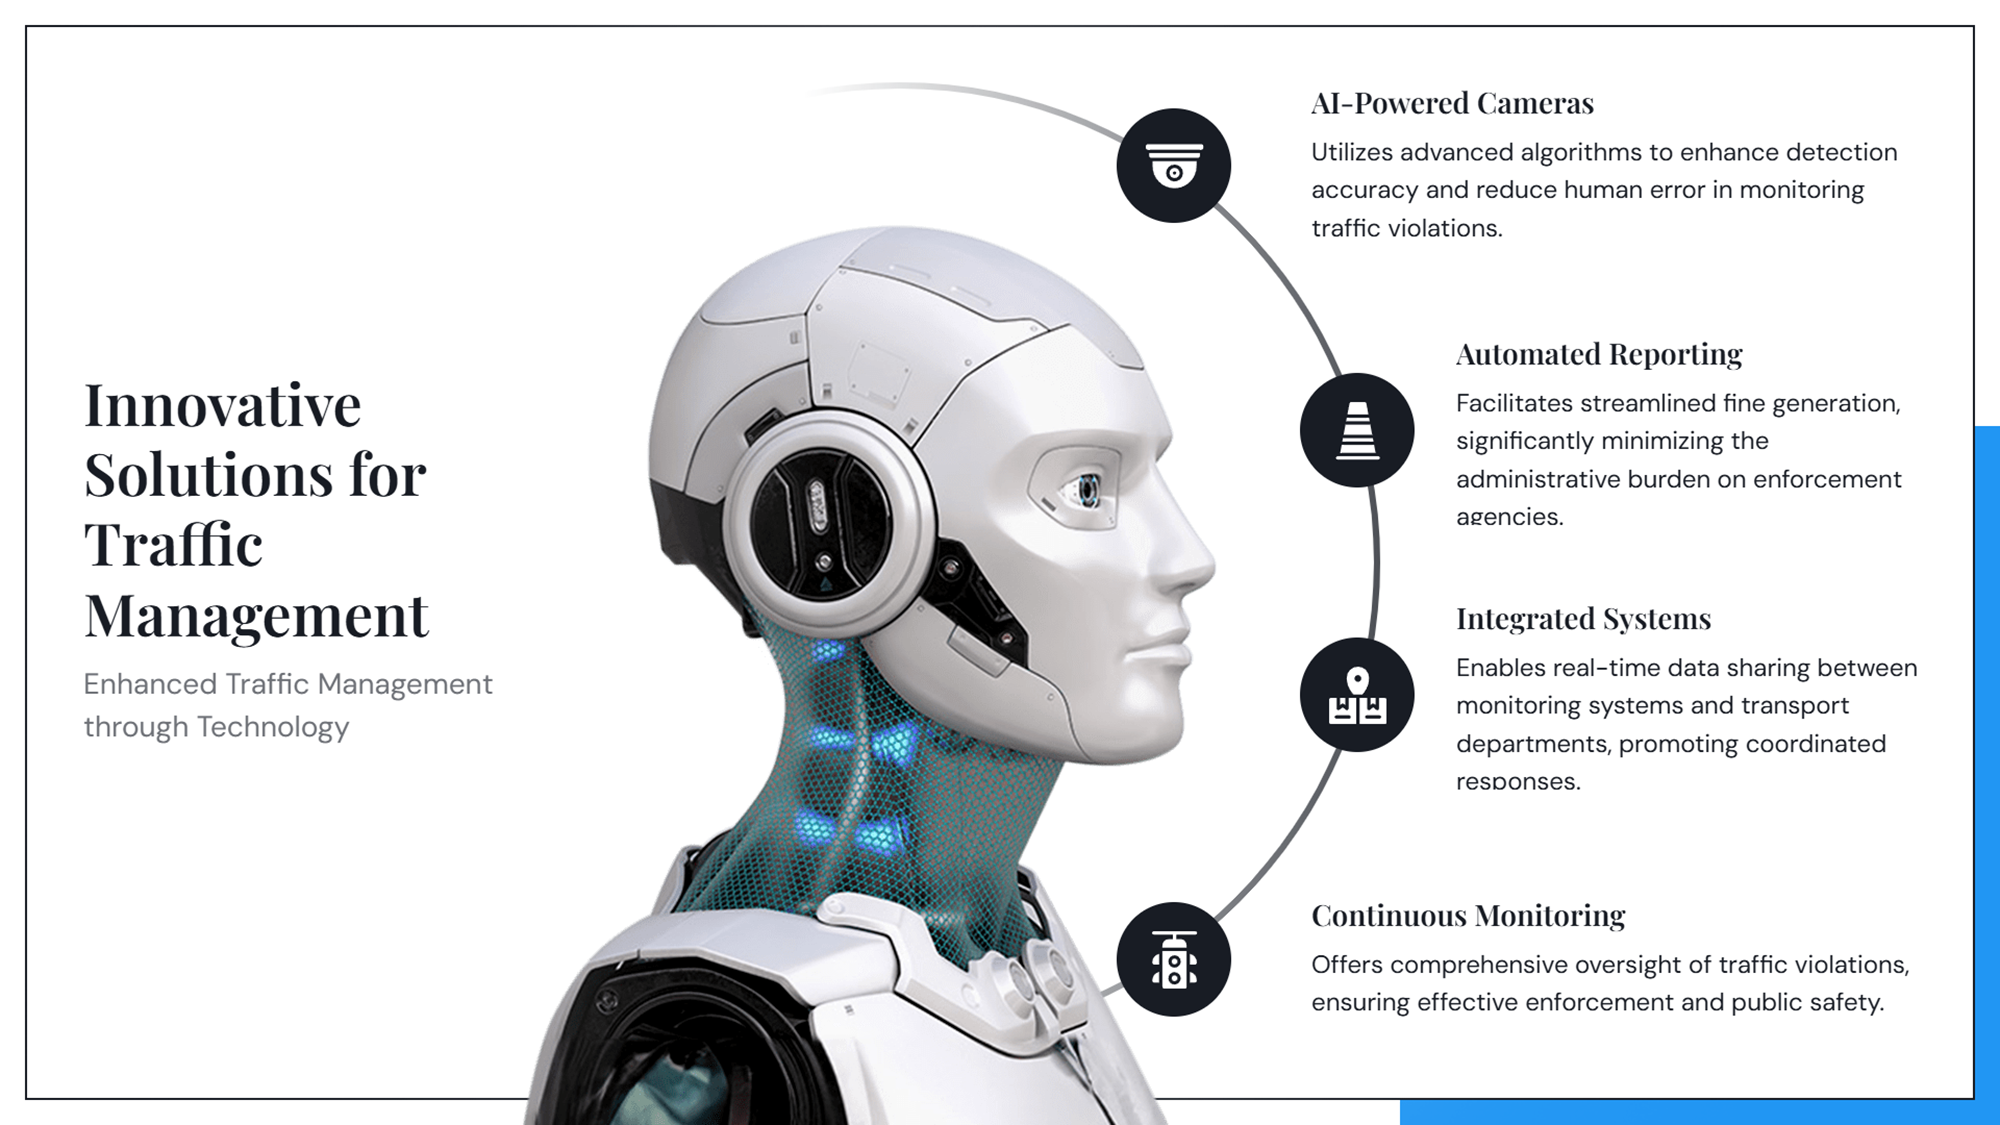 Innovative
Solutions for
Traffic
Management
Enhanced Traffic Management
through Technology
AI-Powered Cameras
Utilizes advanced algorithms to enhance detection
accuracy and reduce human error in monitoring
traffic violations.
Automated Reporting
Facilitates streamlined fine generation,
significantly minimizing the
administrative burden on enforcement
agencies.
Integrated Systems
Enables real-time data sharing between
monitoring systems and transport
departments, promoting coordinated
responses.
Continuous Monitoring
Offers comprehensive oversight of traffic violations,
ensuring effective enforcement and public safety.